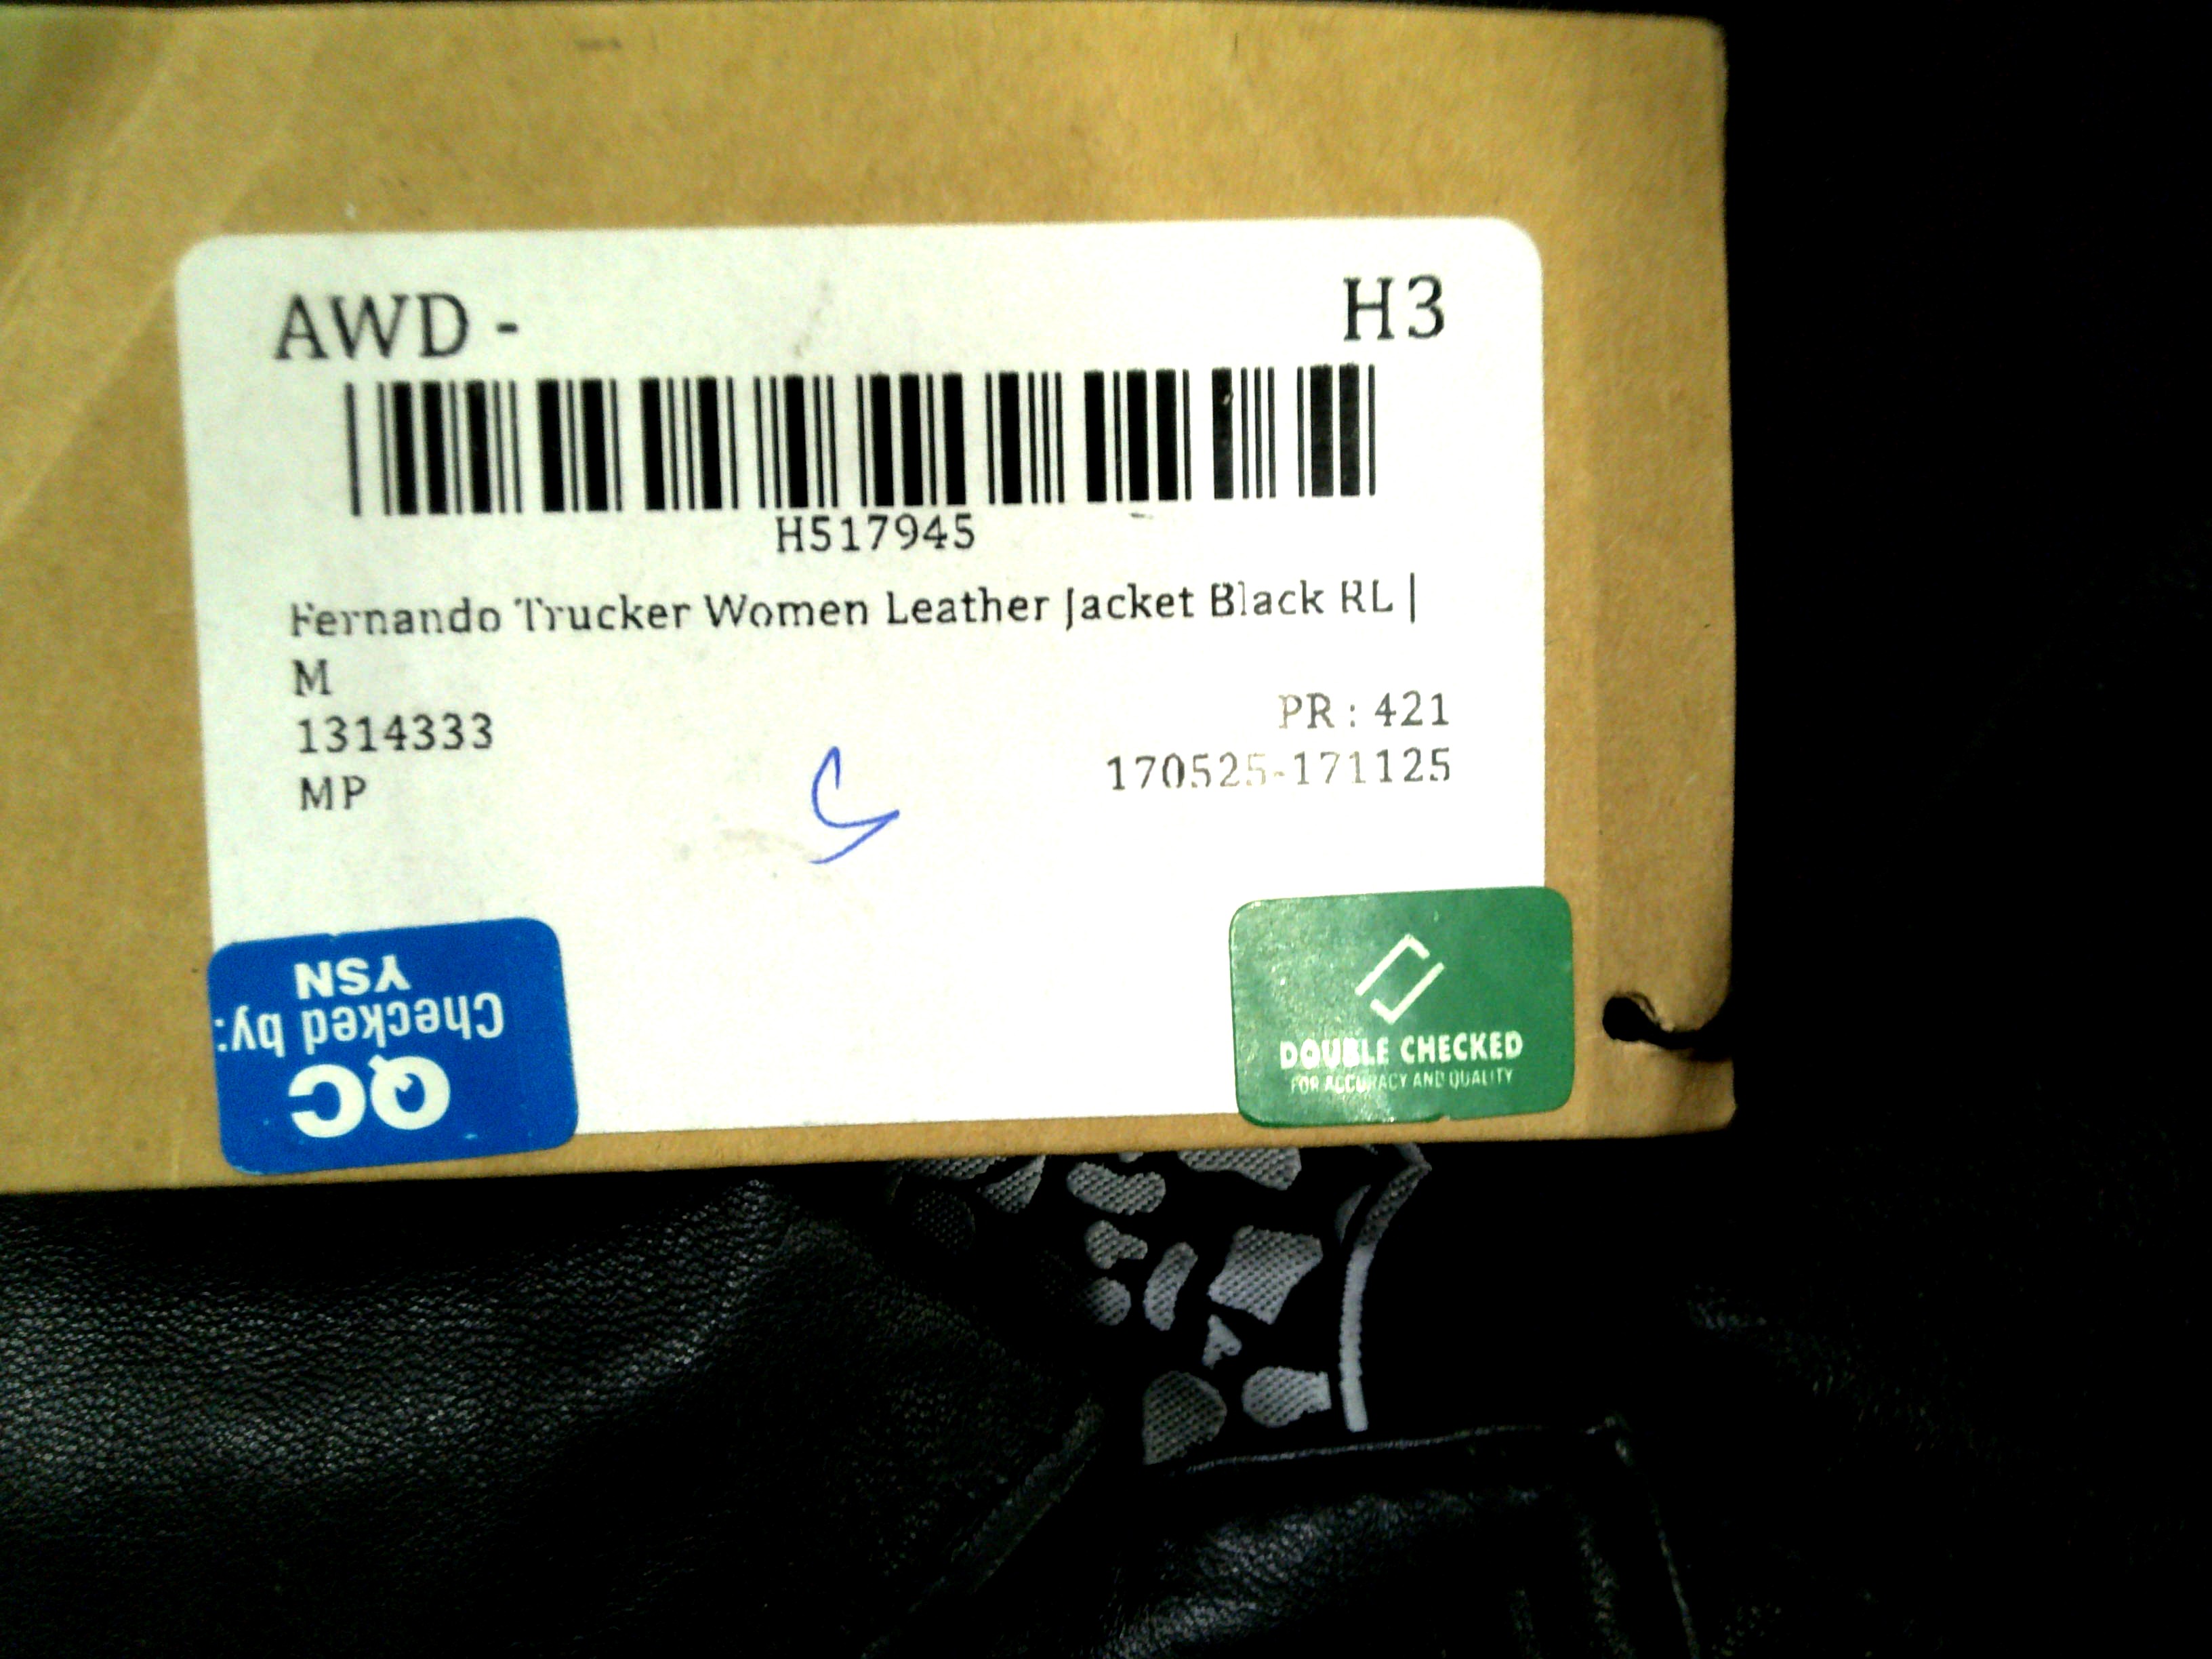 AWD - H3
H517945
Fernando Trucker Women Leather Jacket Black RL |
M
1314333 PR : 421
MP 170525-171125
QC
Checked by:
YSN
DOUBLE CHECKED
FOR ACCURACY AND QUALITY